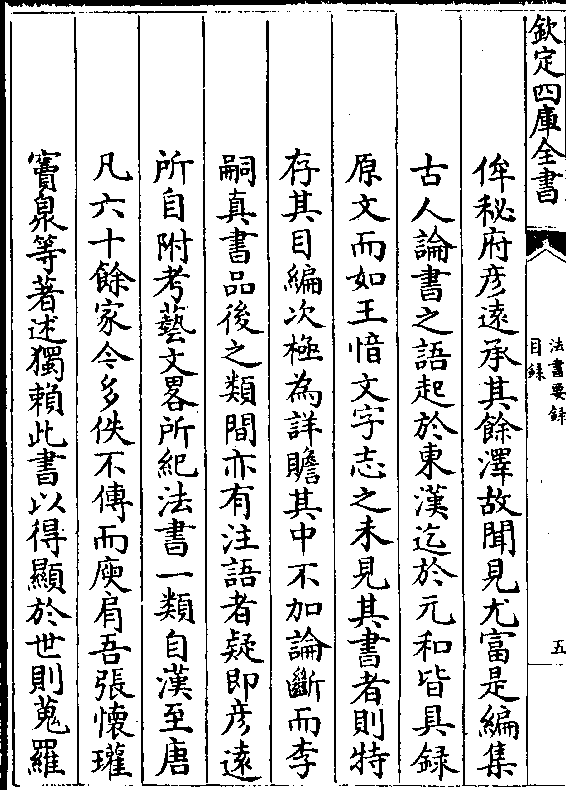 欽定四庫全書
法書要録
目録
五
侔秘府彦遠承其餘澤故聞見尤富是編集
古人論書之語起於東漢迄於元和皆具録
原文而如王愔文字志之未見其書者則特
存其目編次極為詳贍其中不加論斷而李
嗣真書品後之類間亦有注語者疑即彦遠
所自附考藝文畧所紀法書一類自漢至唐
凡六十餘家今多佚不傳而庾肩吾張懷瓘
竇臮等著述獨賴此書以得顯於世則蒐羅